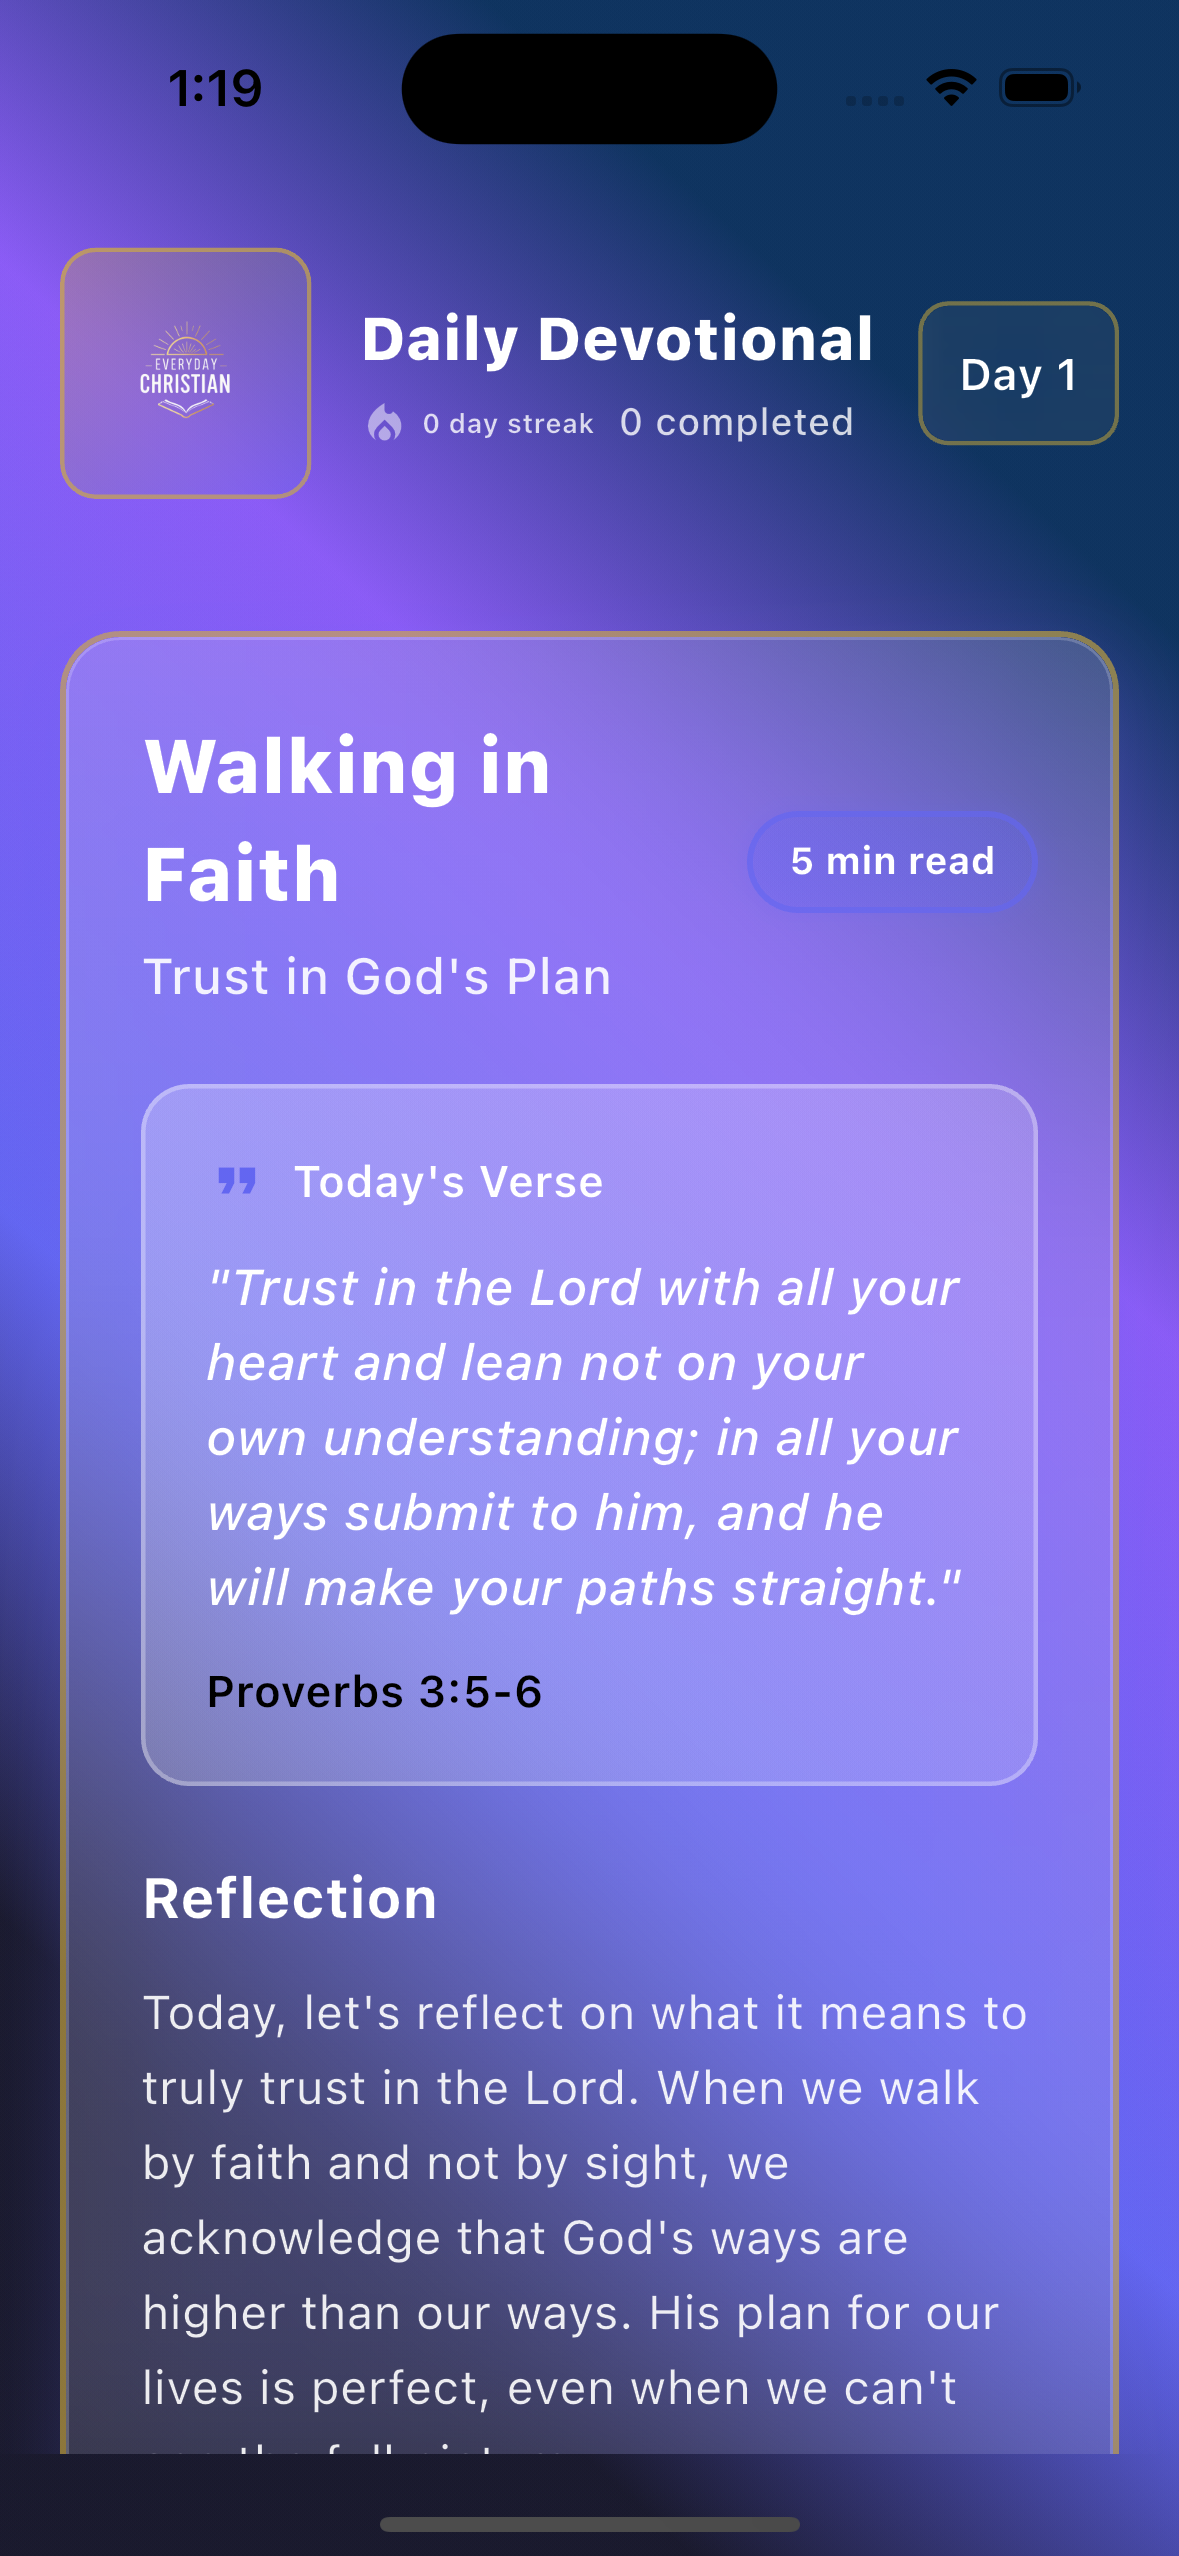 1:19
EVERYDAY
CHRISTIAN
Daily Devotional
0 day streak 0 completed
Day 1
Walking in
Faith
5 min read
Trust in God's Plan
Today's Verse
"Trust in the Lord with all your
heart and lean not on your
own understanding; in all your
ways submit to him, and he
will make your paths straight."
Proverbs 3:5-6
Reflection
Today, let's reflect on what it means to
truly trust in the Lord. When we walk
by faith and not by sight, we
acknowledge that God's ways are
higher than our ways. His plan for our
lives is perfect, even when we can't